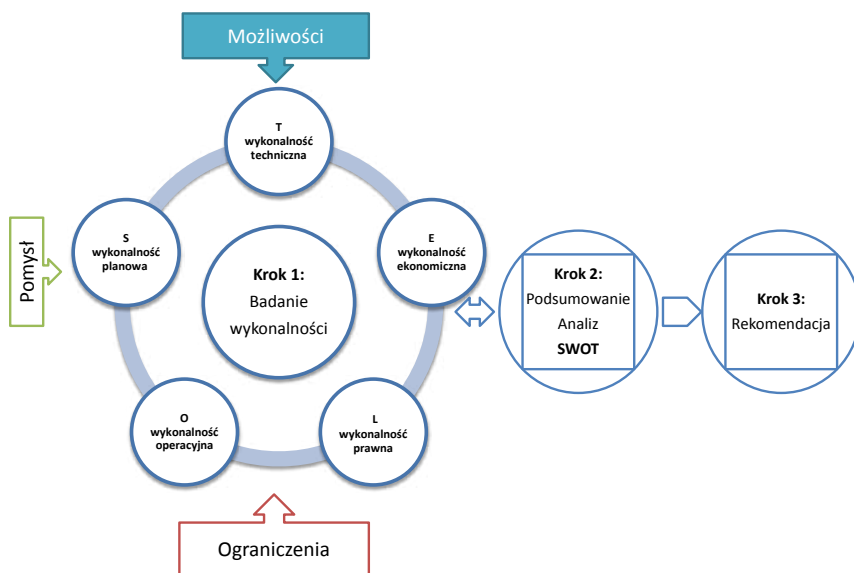 Możliwości
T
wykonalność
techniczna
S
wykonalność
planowa
E
wykonalność
ekonomiczna
Pomysł
Krok 1:
Badanie
wykonalności
Krok 2:
Podsumowanie
Analiz
SWOT
Krok 3:
Rekomendacja
O
wykonalność
operacyjna
L
wykonalność
prawna
Ograniczenia